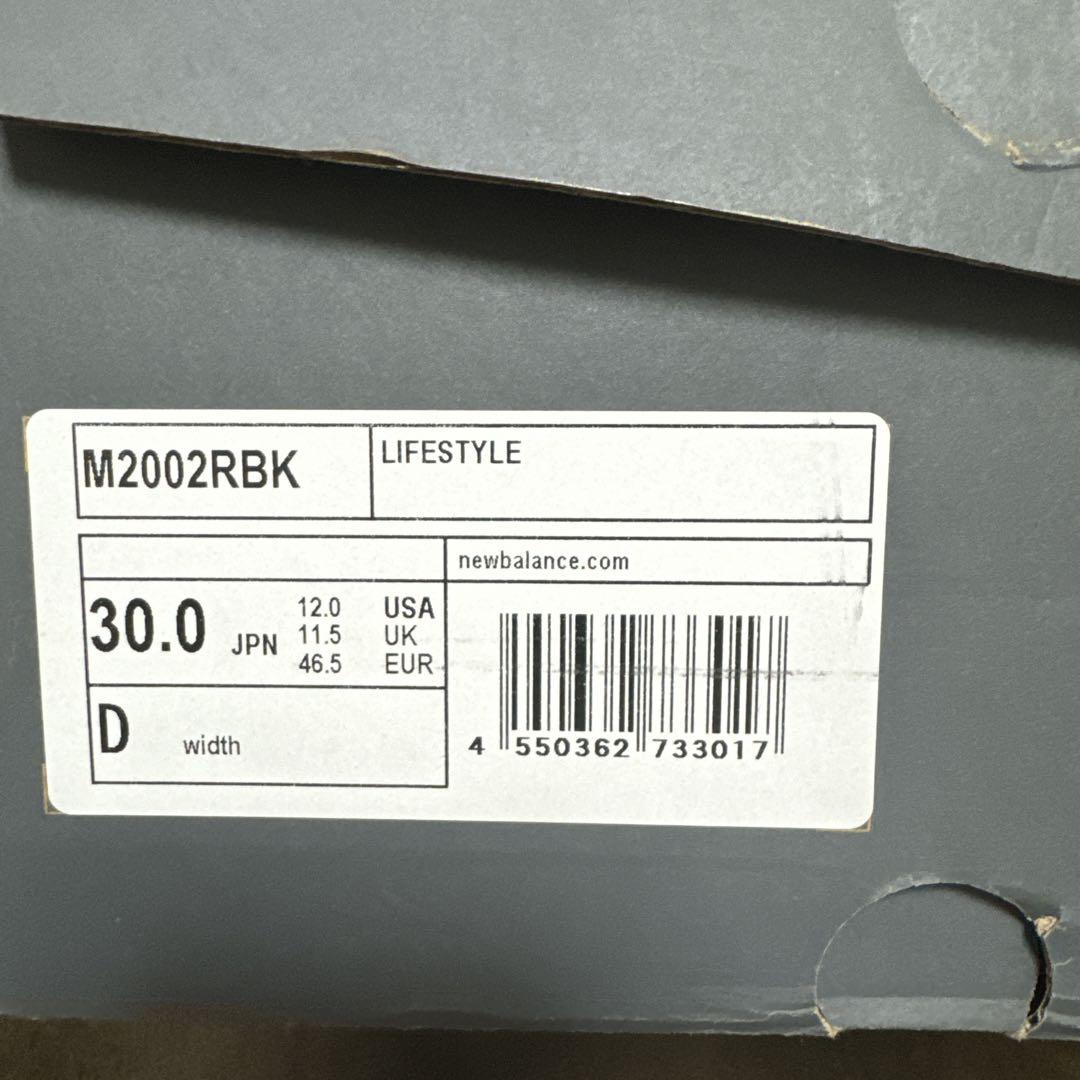 M2002RBK
LIFESTYLE
newbalance.com
30.0 JPN
12.0 USA
11.5 UK
46.5 EUR
D width
4 550362 733017